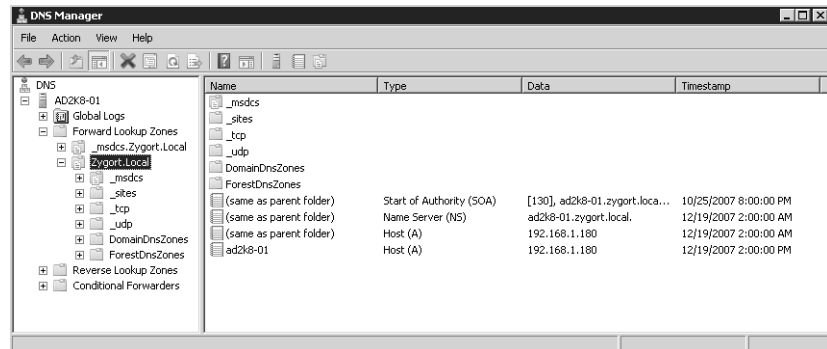 DNS Manager
File Action View Help
DNS
AD2K8-01
Global Logs
Forward Lookup Zones
_msdcs.Zygort.Local
Zygort.Local
_msdcs
_sites
_tcp
_udp
DomainDnsZones
ForestDnsZones
Reverse Lookup Zones
Conditional Forwarders
Name Type Data Timestamp
_msdcs
_sites
_tcp
_udp
DomainDnsZones
ForestDnsZones
(same as parent folder) Start of Authority (SOA) [130], ad2k8-01.zygort.loca... 10/25/2007 8:00:00 PM
(same as parent folder) Name Server (NS) ad2k8-01.zygort.local. 12/19/2007 2:00:00 AM
(same as parent folder) Host (A) 192.168.1.180 12/19/2007 2:00:00 AM
ad2k8-01 Host (A) 192.168.1.180 12/19/2007 2:00:00 PM